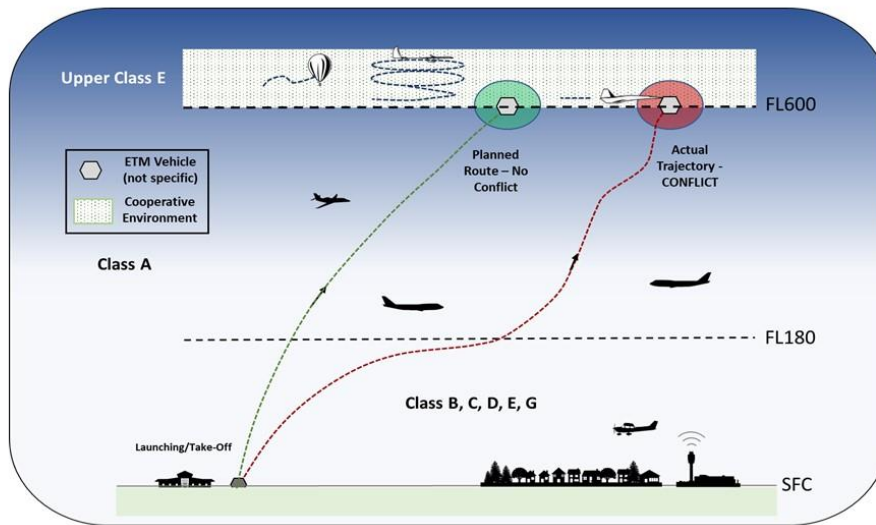 Upper Class E
FL600
ETM Vehicle
(not specific)
Cooperative
Environment
Planned
Route – No
Conflict
Actual
Trajectory -
CONFLICT
Class A
FL180
Class B, C, D, E, G
Launching/Take-Off
SFC